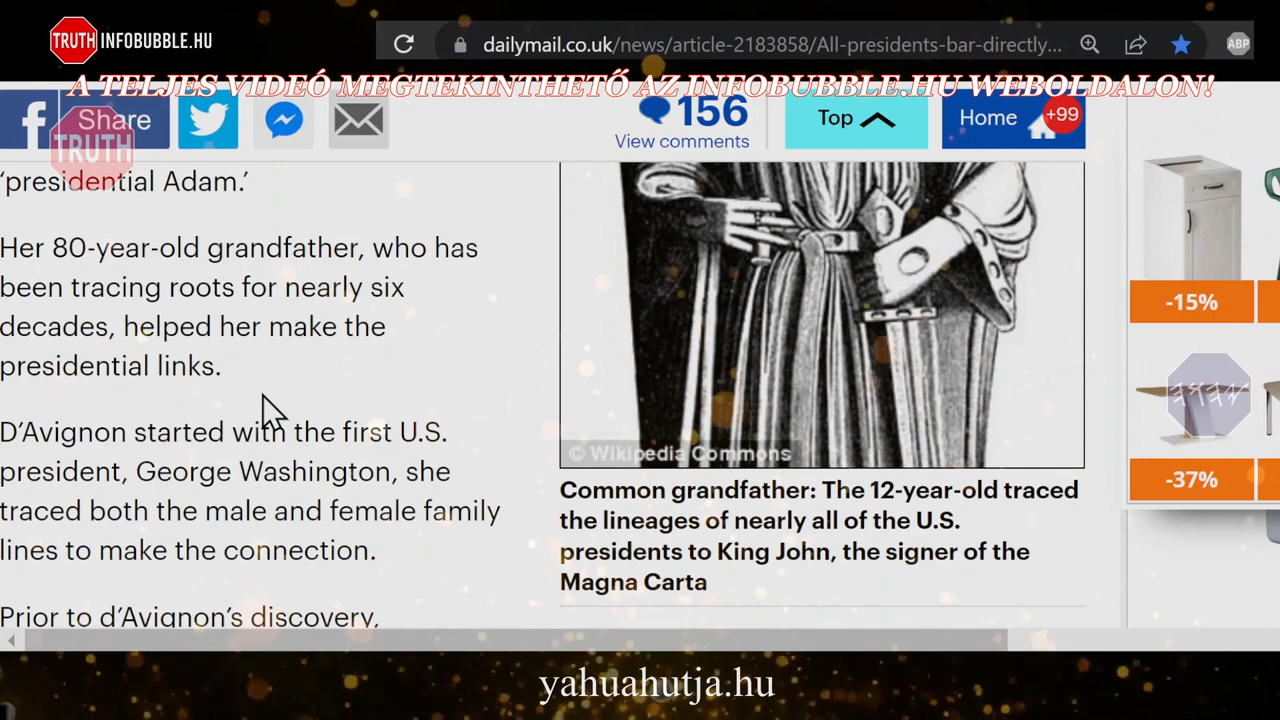 TRUTH INFOBUBBLE.HU
dailymail.co.uk/news/article-2183858/All-presidents-bar-directly...
ABP
A TELJES VIDEÓ MEGTEKINTHETŐ AZ INFOBUBBLE.HU WEBOLDALON!
f Share
156
View comments
Top
Home
+99
TRUTH
‘presidential Adam.’
Her 80-year-old grandfather, who has
been tracing roots for nearly six
decades, helped her make the
presidential links.
D’Avignon started with the first U.S.
president, George Washington, she
traced both the male and female family
lines to make the connection.
Prior to d’Avignon’s discovery,
© Wikipedia Commons
Common grandfather: The 12-year-old traced
the lineages of nearly all of the U.S.
presidents to King John, the signer of the
Magna Carta
-15%
-37%
yahuahutja.hu